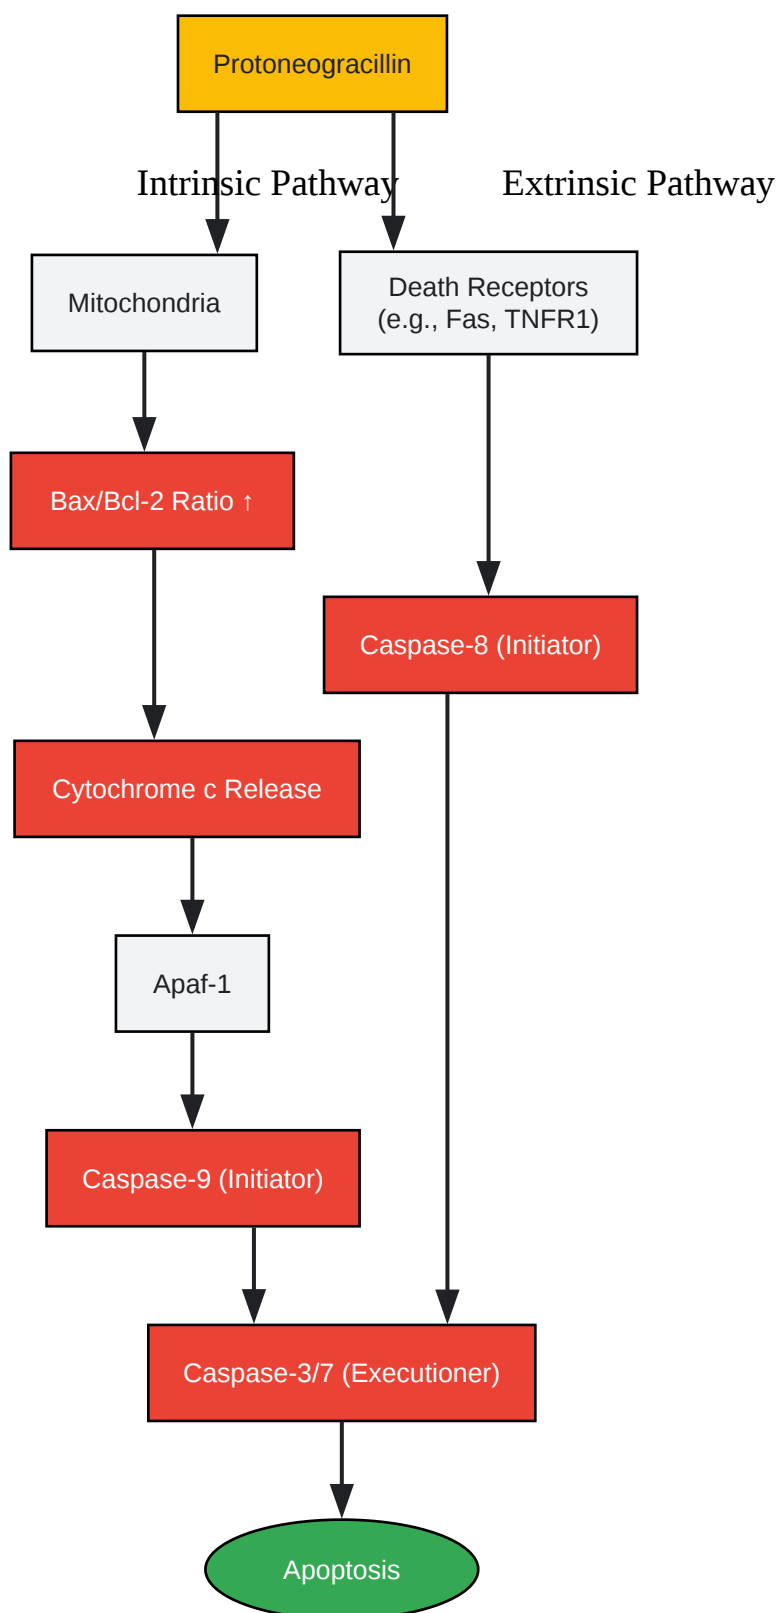 Protoneogracillin
Intrinsic Pathway
Extrinsic Pathway
Mitochondria
Death Receptors
(e.g., Fas, TNFR1)
Bax/Bcl-2 Ratio ↑
Caspase-8 (Initiator)
Cytochrome c Release
Apaf-1
Caspase-9 (Initiator)
Caspase-3/7 (Executioner)
Apoptosis